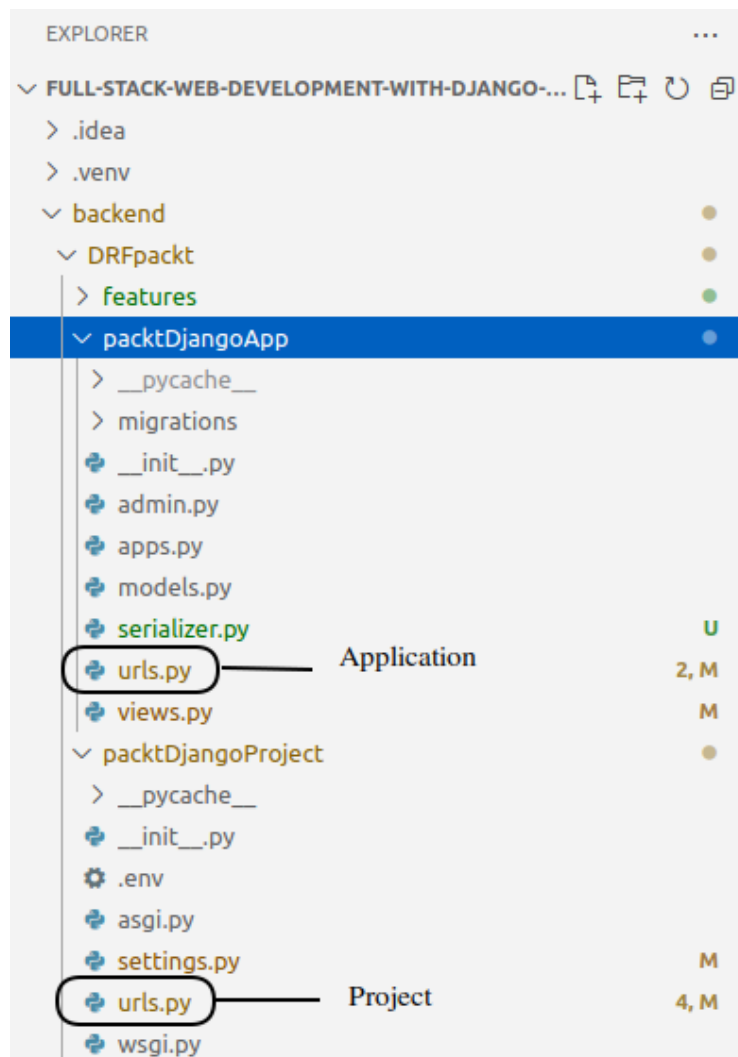 EXPLORER ...
FULL-STACK-WEB-DEVELOPMENT-WITH-DJANGO-...
.idea
.venv
backend
DRFpackt
features
packtDjangoApp
__pycache__
migrations
__init__.py
admin.py
apps.py
models.py
serializer.py U
urls.py Application 2, M
views.py M
packtDjangoProject
__pycache__
__init__.py
.env
asgi.py
settings.py M
urls.py Project 4, M
wsgi.py